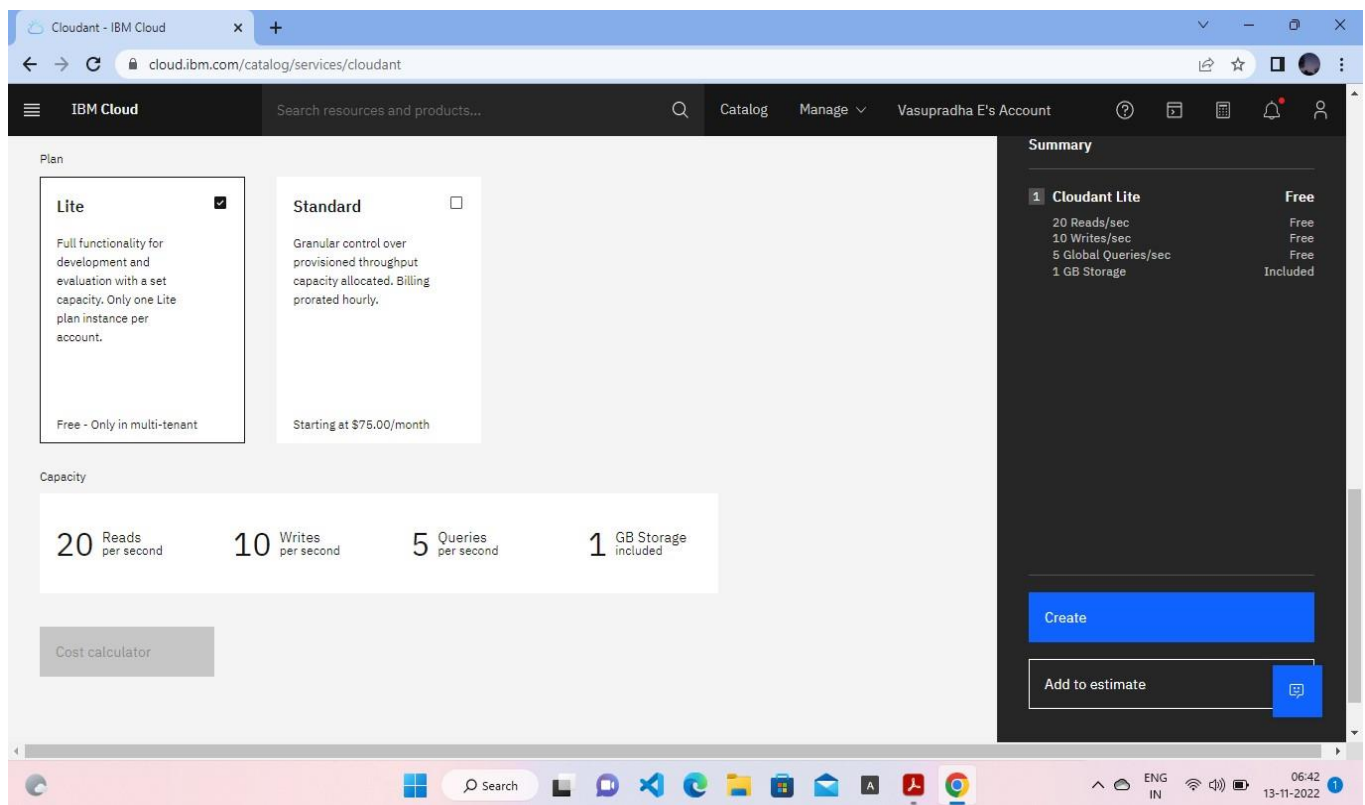 Cloudant - IBM Cloud
cloud.ibm.com/catalog/services/cloudant
IBM Cloud
Search resources and products...
Catalog
Manage
Vasupradha E's Account
Plan
Lite
Full functionality for
development and
evaluation with a set
capacity. Only one Lite
plan instance per
account.
Free - Only in multi-tenant
Standard
Granular control over
provisioned throughput
capacity allocated. Billing
prorated hourly.
Starting at $75.00/month
Capacity
20 Reads per second
10 Writes per second
5 Queries per second
1 GB Storage included
Cost calculator
Summary
1 Cloudant Lite Free
20 Reads/sec Free
10 Writes/sec Free
5 Global Queries/sec Free
1 GB Storage Included
Create
Add to estimate
Search
A
ENG
IN
06:42
13-11-2022
1